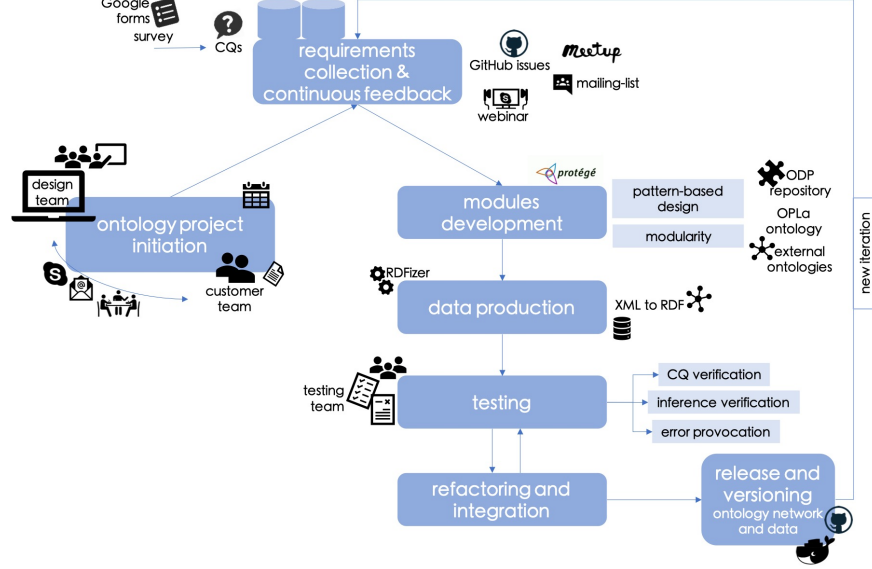 Google
forms
survey
CQs
requirements
collection &
continuous feedback
GitHub issues
Meetup
mailing-list
webinar
design
team
ontology project
initiation
customer
team
protégé
modules
development
pattern-based
design
modularity
ODP
repository
OPLa
ontology
external
ontologies
new iteration
RDFizer
data production
XML to RDF
testing
team
testing
CQ verification
inference verification
error provocation
refactoring and
integration
release and
versioning
ontology network
and data